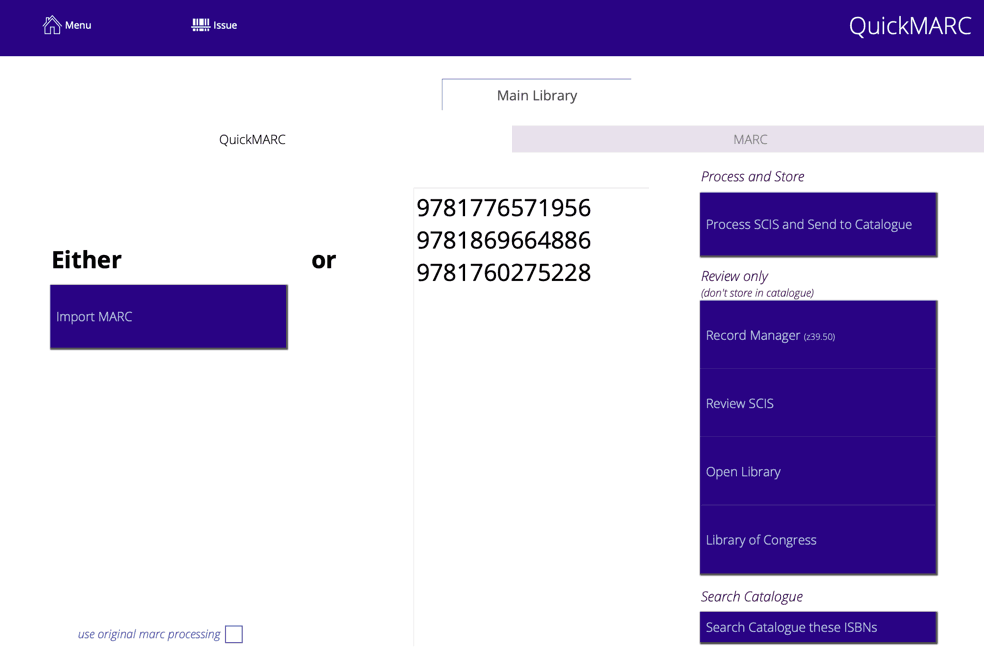 Menu
Issue
QuickMARC
Main Library
QuickMARC
MARC
Either
or
Import MARC
use original marc processing
9781776571956
9781869664886
9781760275228
Process and Store
Process SCIS and Send to Catalogue
Review only
(don't store in catalogue)
Record Manager (z39.50)
Review SCIS
Open Library
Library of Congress
Search Catalogue
Search Catalogue these ISBNs